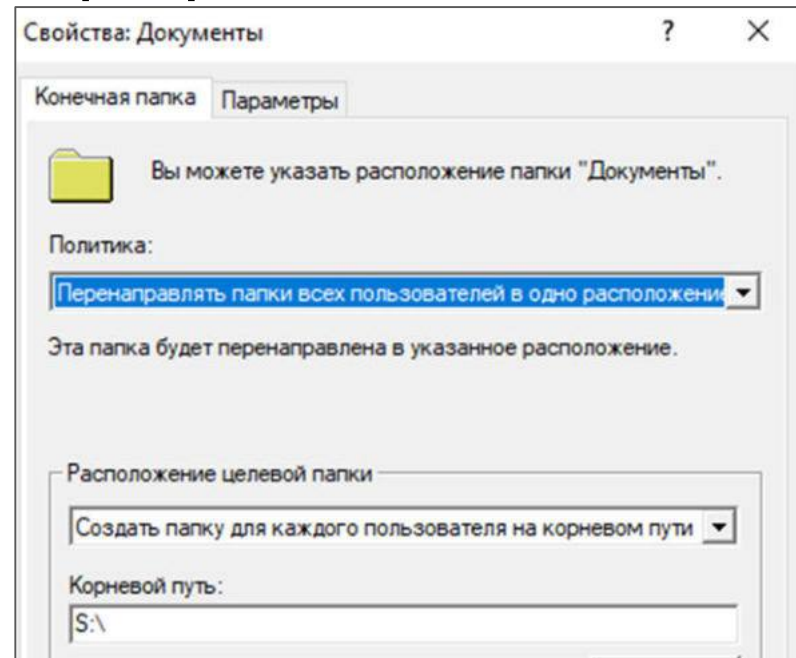 Свойства: Документы ? ×
Конечная папка Параметры
Вы можете указать расположение папки "Документы".
Политика:
Перенаправлять папки всех пользователей в одно расположение
Эта папка будет перенаправлена в указанное расположение.
Расположение целевой папки
Создать папку для каждого пользователя на корневом пути
Корневой путь:
S:\